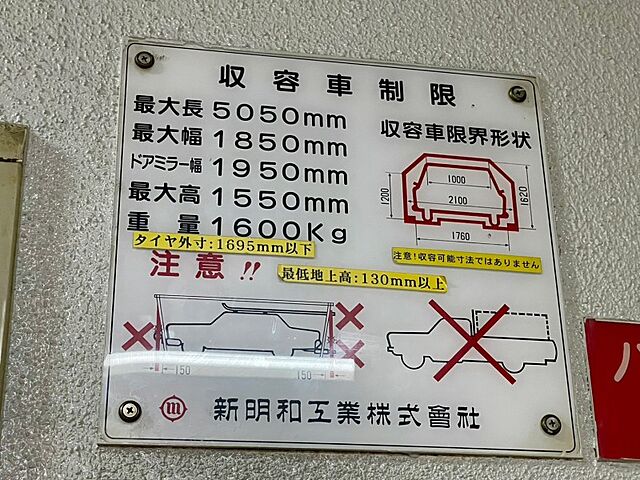 収容車制限
最大長 5050mm
最大幅 1850mm
ドアミラー幅 1950mm
最大高 1550mm
重量 1600Kg
タイヤ外寸:1695mm以下
収容車限界形状
1000
2100
1200
1620
1760
注意!収容可能寸法ではありません
注意!!
最低地上高:130mm以上
150
150
新明和工業株式會社